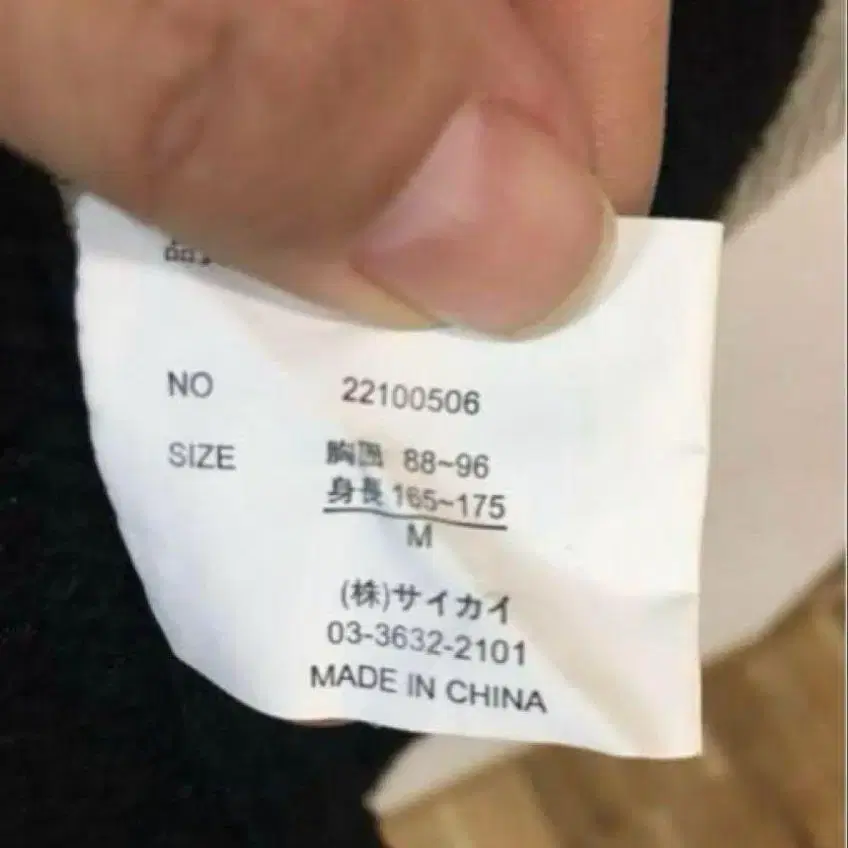 NO 22100506
SIZE 胸囲 88~96
身長 165~175
M
(株)サイカイ
03-3632-2101
MADE IN CHINA